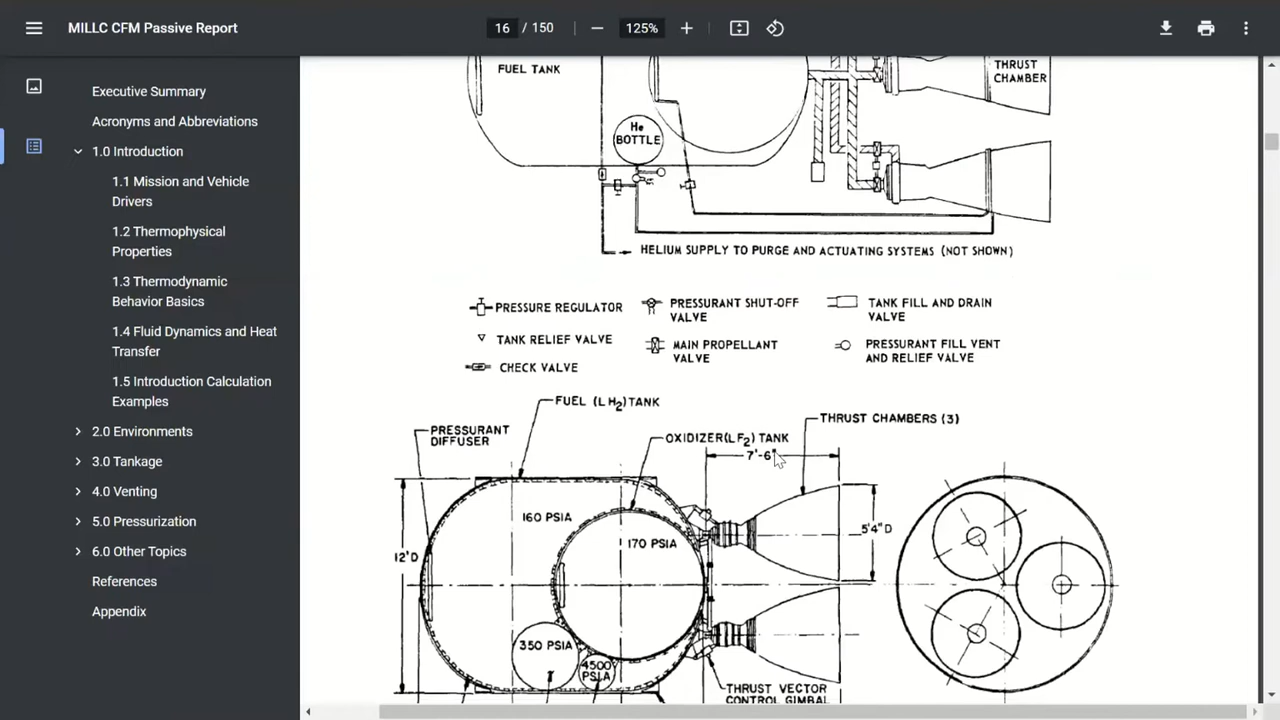 MILLC CFM Passive Report
16 / 150
125%
Executive Summary
Acronyms and Abbreviations
1.0 Introduction
1.1 Mission and Vehicle
Drivers
1.2 Thermophysical
Properties
1.3 Thermodynamic
Behavior Basics
1.4 Fluid Dynamics and Heat
Transfer
1.5 Introduction Calculation
Examples
2.0 Environments
3.0 Tankage
4.0 Venting
5.0 Pressurization
6.0 Other Topics
References
Appendix
FUEL TANK
THRUST
CHAMBER
He
BOTTLE
HELIUM SUPPLY TO PURGE AND ACTUATING SYSTEMS (NOT SHOWN)
PRESSURE REGULATOR
TANK RELIEF VALVE
CHECK VALVE
PRESSURANT SHUT-OFF
VALVE
MAIN PROPELLANT
VALVE
TANK FILL AND DRAIN
VALVE
PRESSURANT FILL VENT
AND RELIEF VALVE
FUEL (LH2) TANK
PRESSURANT
DIFFUSER
OXIDIZER(LF2) TANK
THRUST CHAMBERS (3)
7'-6"
160 PSIA
170 PSIA
5'4"D
12'D
350 PSIA
4500
PSIA
THRUST VECTOR
CONTROL GIMBAL